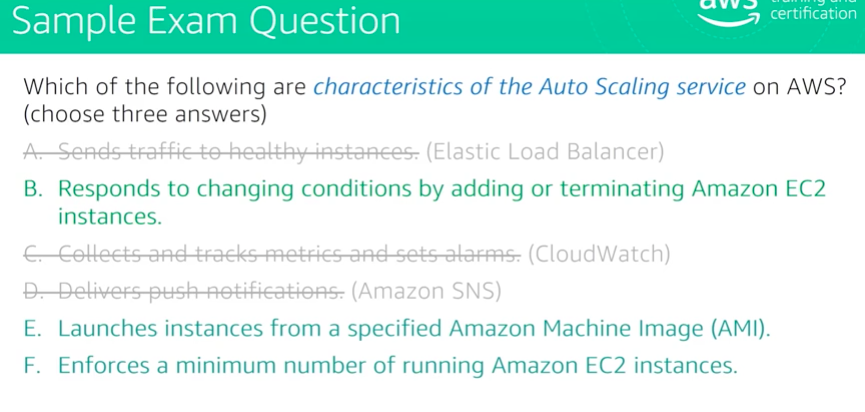 Sample Exam Question
aws
training and
certification
Which of the following are characteristics of the Auto Scaling service on AWS?
(choose three answers)
A. Sends traffic to healthy instances. (Elastic Load Balancer)
B. Responds to changing conditions by adding or terminating Amazon EC2
instances.
C. Collects and tracks metrics and sets alarms. (CloudWatch)
D. Delivers push notifications. (Amazon SNS)
E. Launches instances from a specified Amazon Machine Image (AMI).
F. Enforces a minimum number of running Amazon EC2 instances.